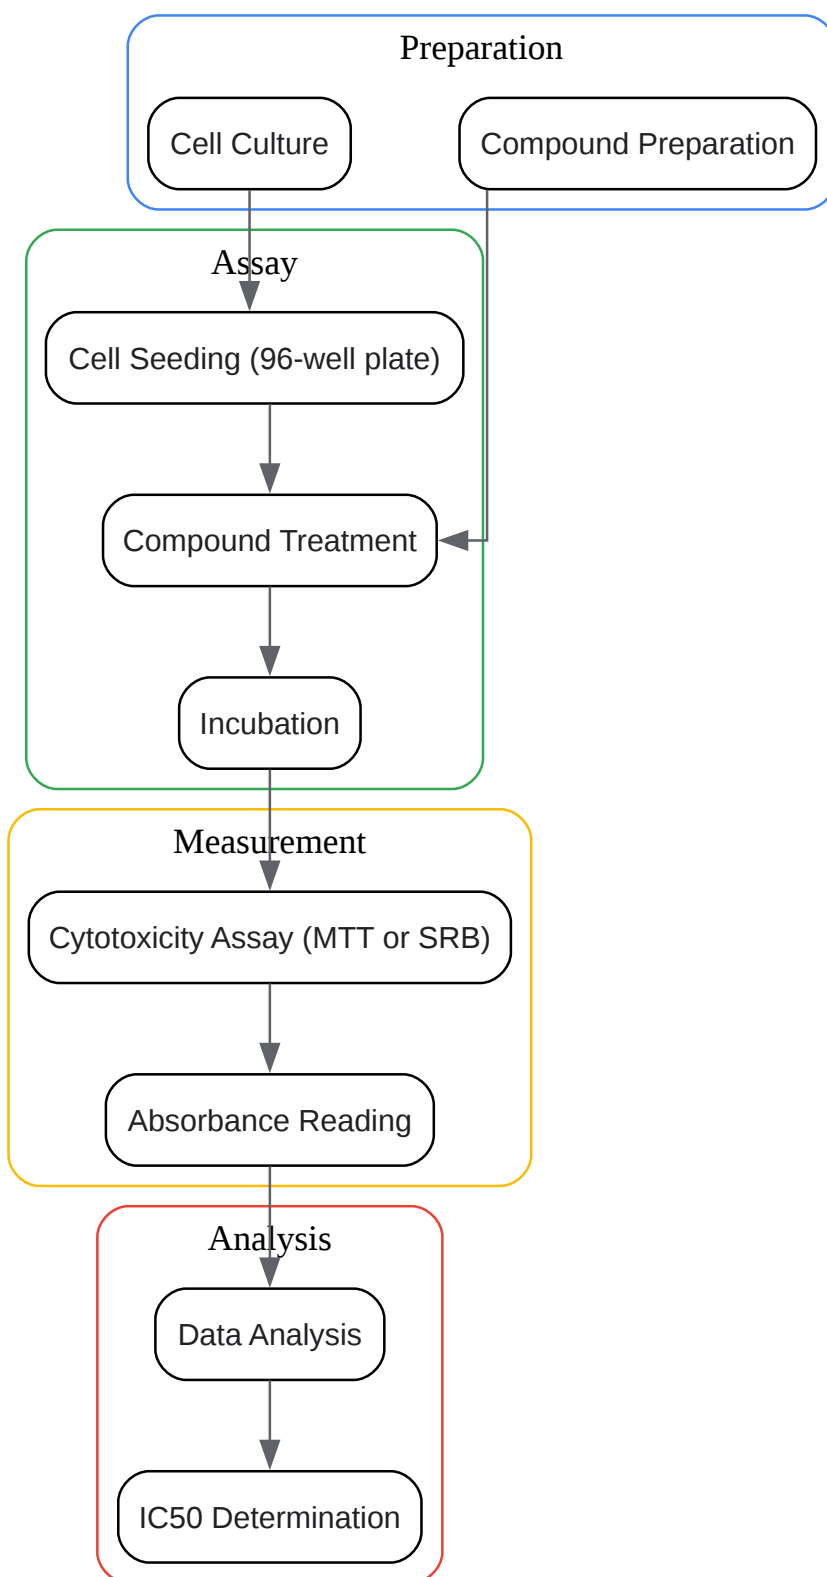 Preparation
Cell Culture
Compound Preparation
Assay
Cell Seeding (96-well plate)
Compound Treatment
Incubation
Measurement
Cytotoxicity Assay (MTT or SRB)
Absorbance Reading
Analysis
Data Analysis
IC50 Determination